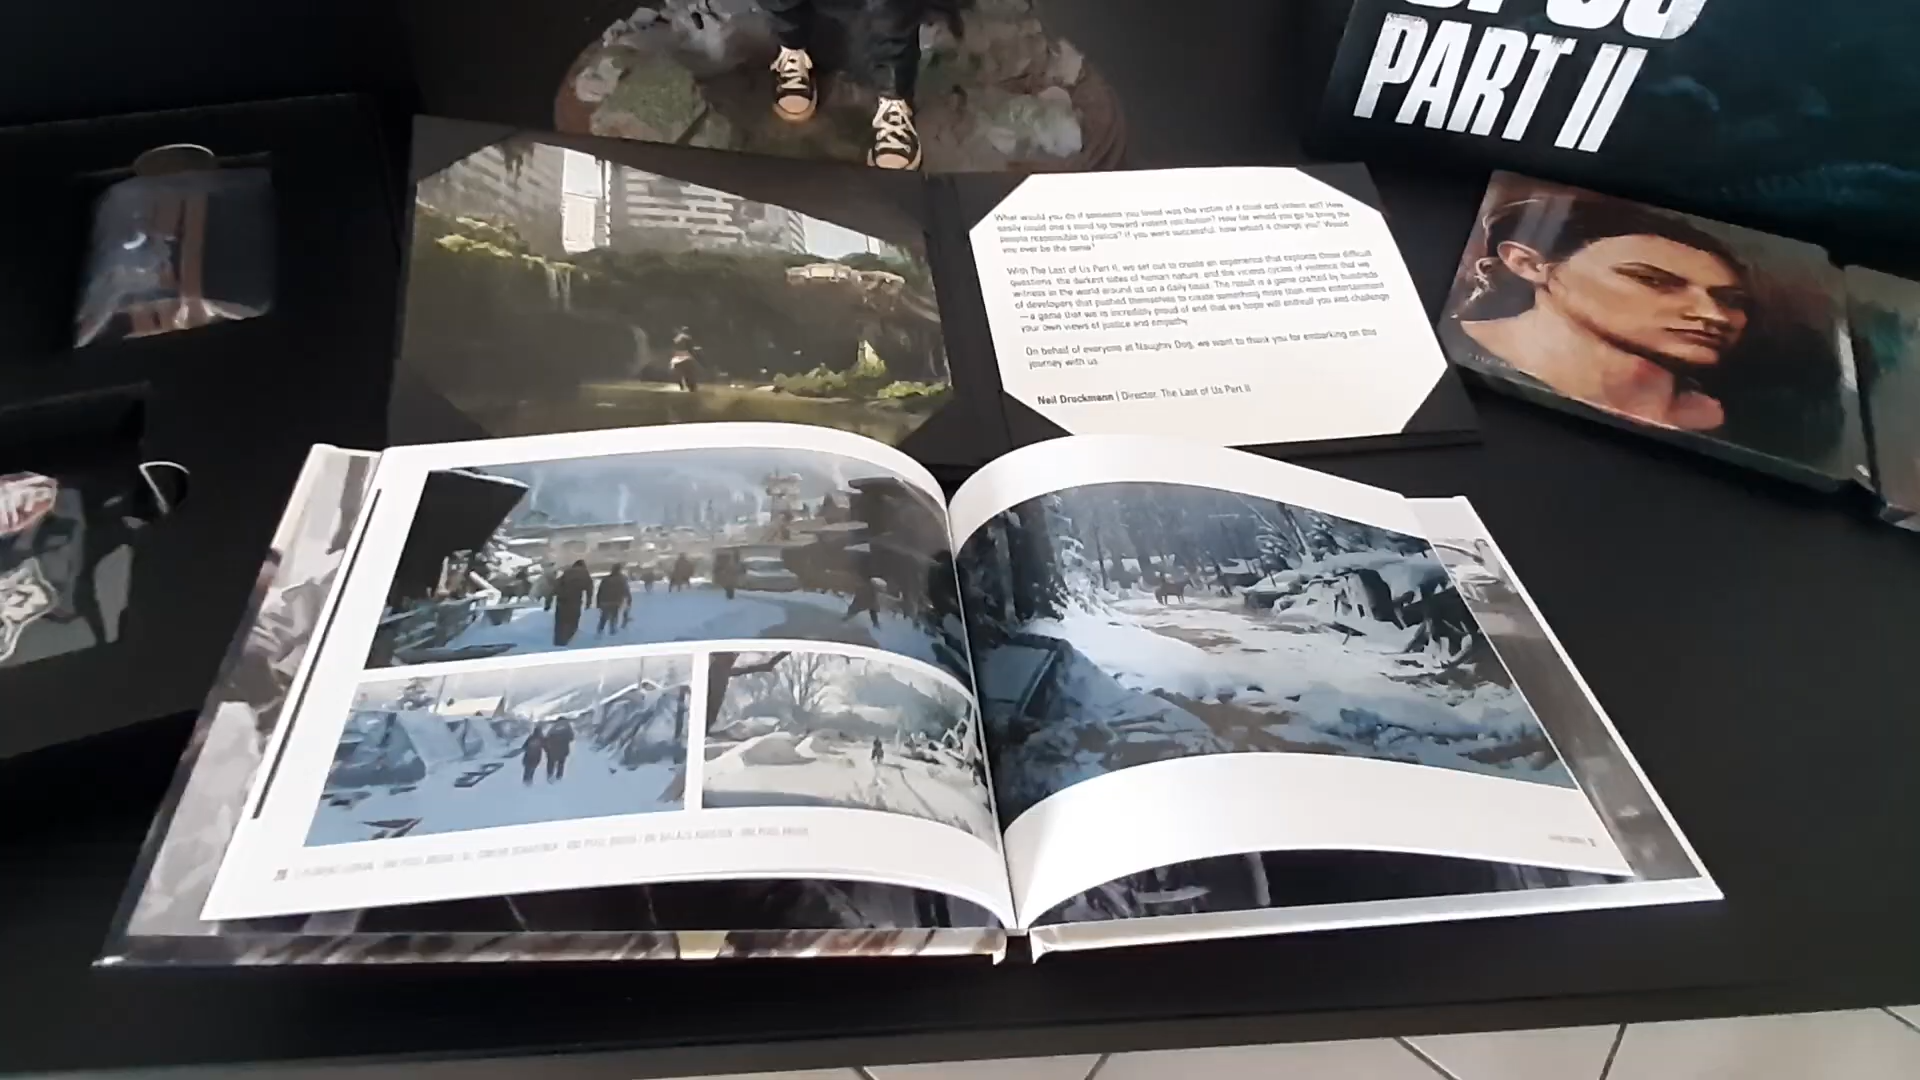 PART II
What would you do if someone you loved was the victim of a cruel and violent act? How
easily could one's mind tip toward violent retribution? How far would you go to bring the
people responsible to justice? If you were successful, how would it change you? Would
you ever be the same?
With The Last of Us Part II, we set out to create an experience that explores those difficult
questions, the darkest sides of human nature, and the vicious cycles of violence that we
witness in the world around us on a daily basis. The result is a game crafted by hundreds
of developers that pushed themselves to create something more than mere entertainment
—a game that we're incredibly proud of and that we hope will enthrall you and challenge
your own views of justice and empathy.
On behalf of everyone at Naughty Dog, we want to thank you for embarking on this
journey with us.
Neil Druckmann | Director, The Last of Us Part II